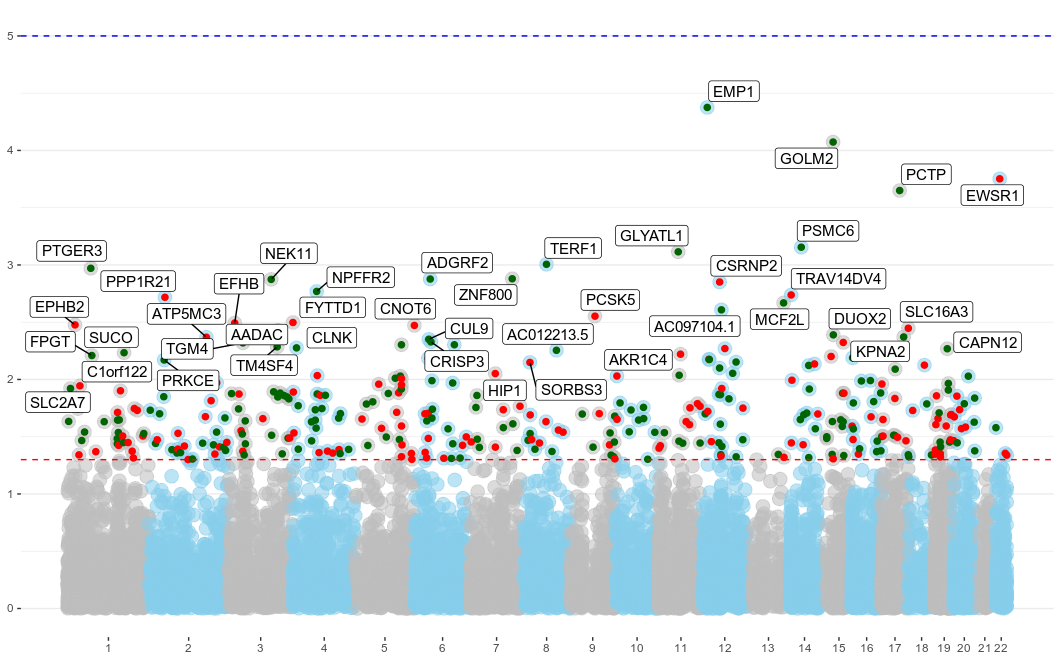 5
EMP1
4
GOLM2
PCTP
EWSR1
GLYATL1
PSMC6
PTGER3
NEK11
TERF1
3
ADGRF2
CSRNP2
PPP1R21
EFHB
NPFFR2
TRAV14DV4
ZNF800
PCSK5
EPHB2
ATP5MC3
FYTTD1
CNOT6
MCF2L
DUOX2
SLC16A3
AC097104.1
FPGT
SUCO
AADAC
CLNK
CUL9
AC012213.5
CAPN12
TGM4
KPNA2
C1orf122
TM4SF4
CRISP3
AKR1C4
2
PRKCE
HIP1
SORBS3
SLC2A7
1
0
1 2 3 4 5 6 7 8 9 10 11 12 13 14 15 16 17 18 19 20 21 22